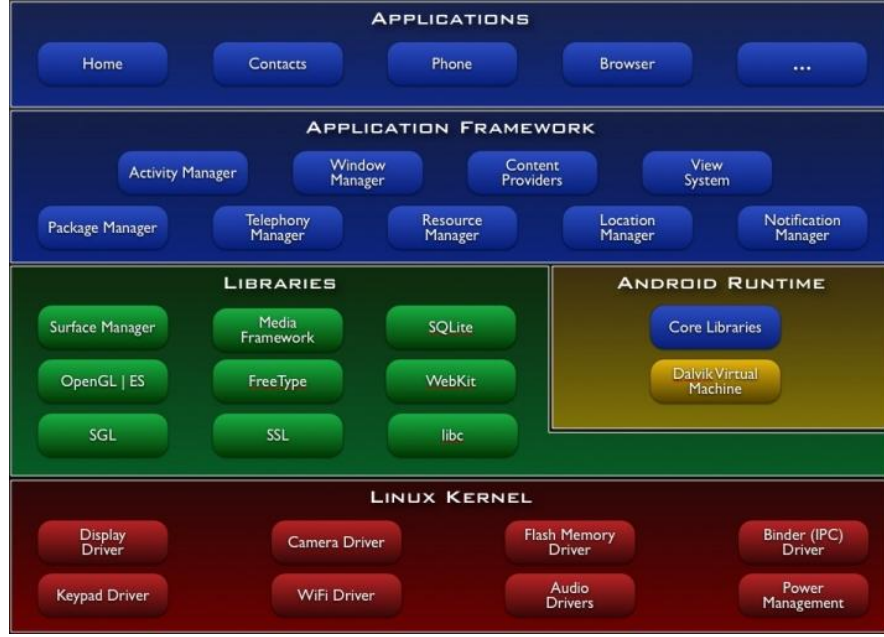 APPLICATIONS
Home
Contacts
Phone
Browser
...
APPLICATION FRAMEWORK
Activity Manager
Window
Manager
Content
Providers
View
System
Package Manager
Telephony
Manager
Resource
Manager
Location
Manager
Notification
Manager
LIBRARIES
Surface Manager
Media
Framework
SQLite
OpenGL | ES
FreeType
WebKit
SGL
SSL
libc
ANDROID RUNTIME
Core Libraries
Dalvik Virtual
Machine
LINUX KERNEL
Display
Driver
Camera Driver
Flash Memory
Driver
Binder (IPC)
Driver
Keypad Driver
WiFi Driver
Audio
Drivers
Power
Management